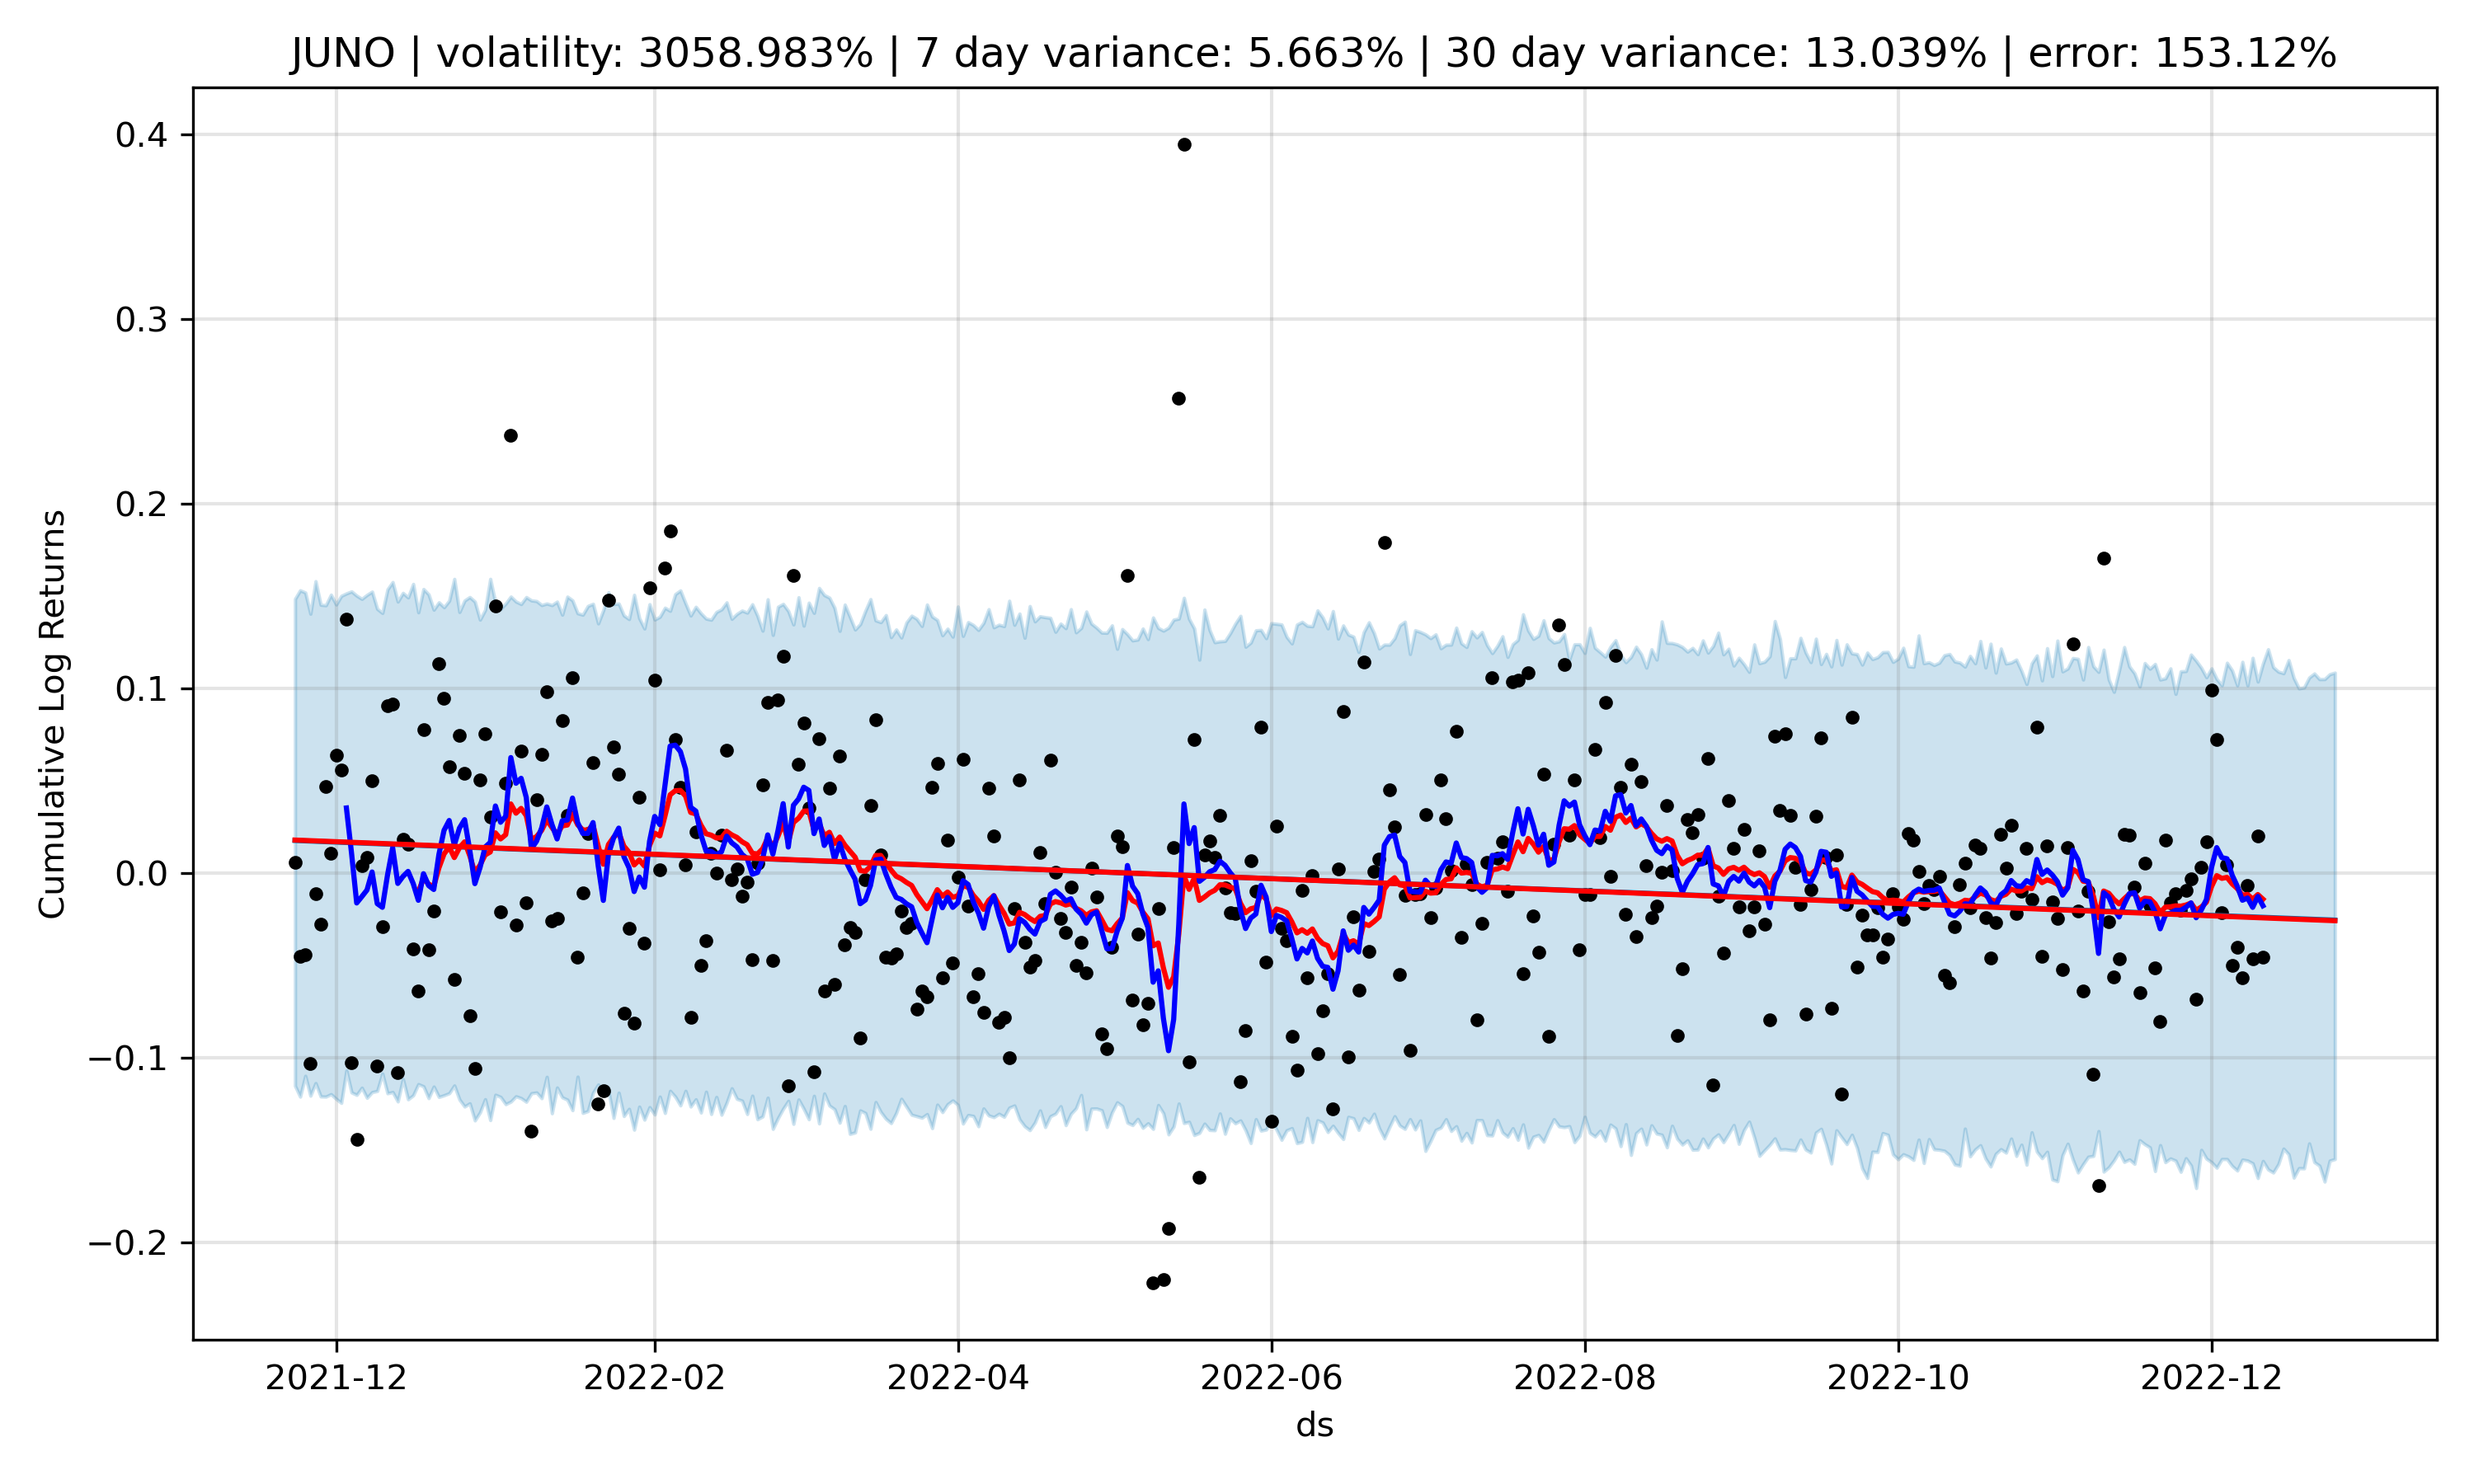 JUNO | volatility: 3058.983% | 7 day variance: 5.663% | 30 day variance: 13.039% | error: 153.12%
Cumulative Log Returns
0.4
0.3
0.2
0.1
0.0
−0.1
−0.2
2021-12 2022-02 2022-04 2022-06 2022-08 2022-10 2022-12
ds